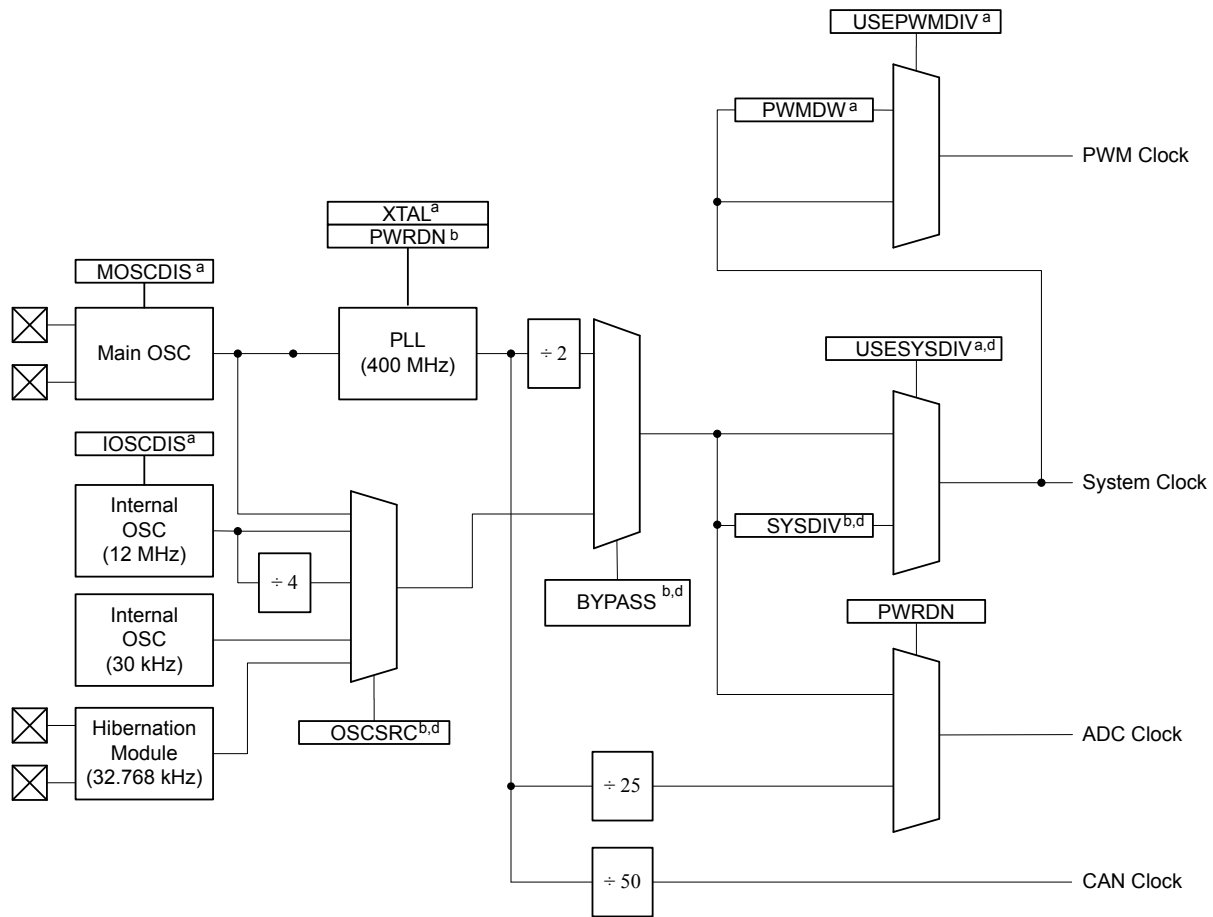 USEPWMDIV a
PWMDW a
PWM Clock
XTAL a
PWRDN b
MOSCDIS a
Main OSC
PLL
(400 MHz)
÷ 2
USESYSDIV a,d
IOSCDIS a
Internal
OSC
(12 MHz)
÷ 4
System Clock
SYSDIV b,d
BYPASS b,d
Internal
OSC
(30 kHz)
PWRDN
Hibernation
Module
(32.768 kHz)
OSCSRC b,d
ADC Clock
÷ 25
÷ 50
CAN Clock